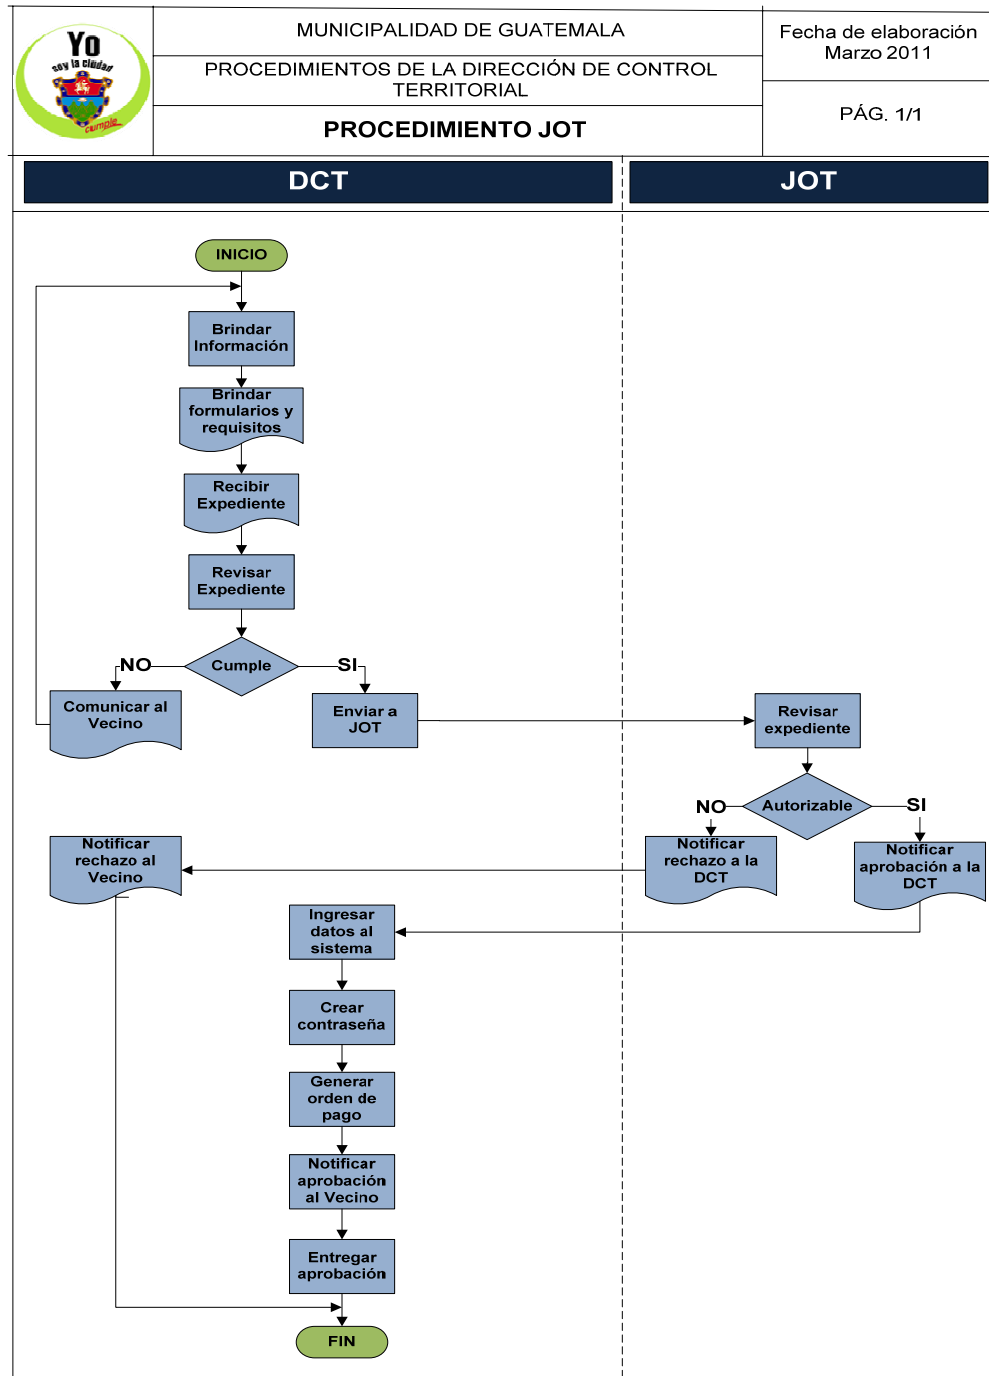 Yo
soy la ciudad
cumple
MUNICIPALIDAD DE GUATEMALA
PROCEDIMIENTOS DE LA DIRECCIÓN DE CONTROL
TERRITORIAL
PROCEDIMIENTO JOT
Fecha de elaboración
Marzo 2011
PÁG. 1/1
DCT
JOT
INICIO
Brindar
Información
Brindar
formularios y
requisitos
Recibir
Expediente
Revisar
Expediente
Cumple
NO
SI
Comunicar al
Vecino
Enviar a
JOT
Revisar
expediente
Autorizable
NO
SI
Notificar
rechazo al
Vecino
Notificar
rechazo a la
DCT
Notificar
aprobación a la
DCT
Ingresar
datos al
sistema
Crear
contraseña
Generar
orden de
pago
Notificar
aprobación
al Vecino
Entregar
aprobación
FIN